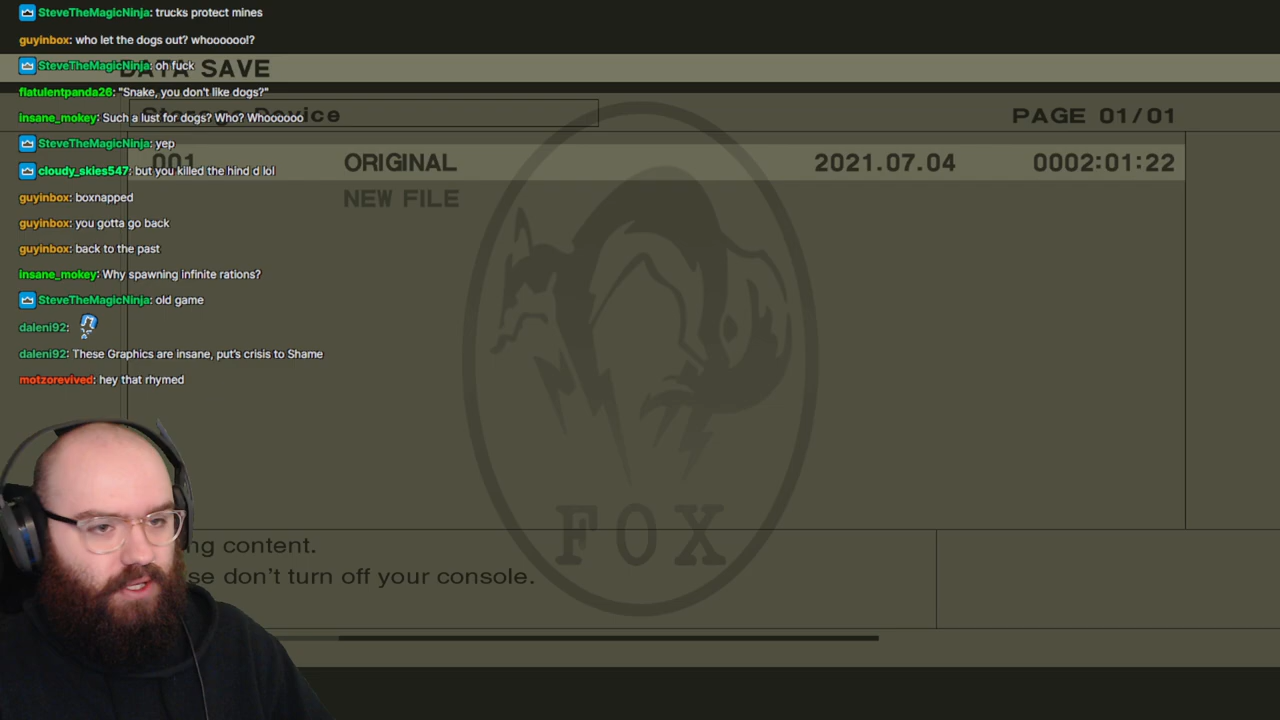 SteveTheMagicNinja: trucks protect mines
guyinbox: who let the dogs out? whoooooo!?
SteveTheMagicNinja: oh fuck
DATA SAVE
flatulentpanda26: "Snake, you don't like dogs?"
insane_mokey: Such a lust for dogs? Who? Whoooooo
Storage Device
PAGE 01/01
SteveTheMagicNinja: yep
001 ORIGINAL 2021.07.04 0002:01:22
cloudy_skies547: but you killed the hind d lol
guyinbox: boxnapped
NEW FILE
guyinbox: you gotta go back
guyinbox: back to the past
insane_mokey: Why spawning infinite rations?
SteveTheMagicNinja: old game
daleni92:
daleni92: These Graphics are insane, put's crisis to Shame
motzorevived: hey that rhymed
FOX
ng content.
se don't turn off your console.